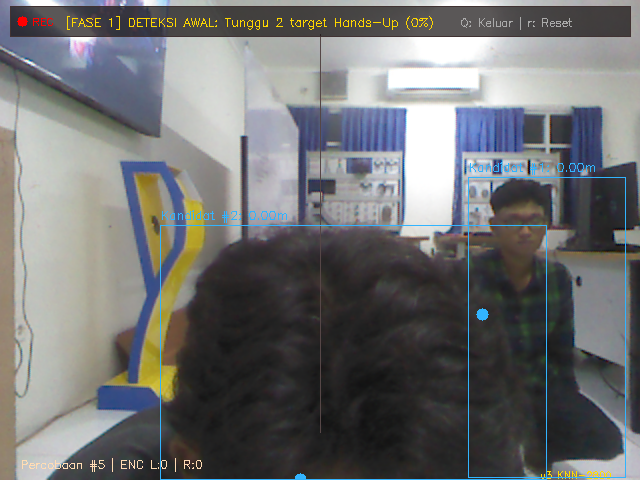 REC [FASE 1] DETEKSI AWAL: Tunggu 2 target Hands-Up (0%) Q: Keluar | r: Reset
Kandidat #1: 0.00m
Kandidat #2: 0.00m
Percobaan #5 | ENC L:0 | R:0